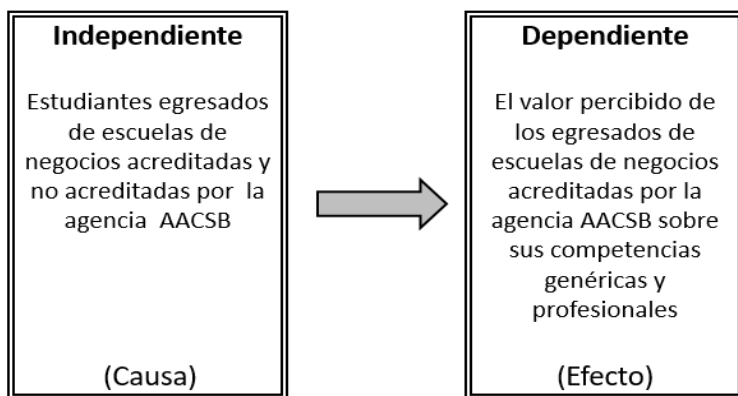 Independiente
Estudiantes egresados
de escuelas de
negocios acreditadas y
no acreditadas por la
agencia AACSB
(Causa)
Dependiente
El valor percibido de
los egresados de
escuelas de negocios
acreditadas por la
agencia AACSB sobre
sus competencias
genéricas y
profesionales
(Efecto)